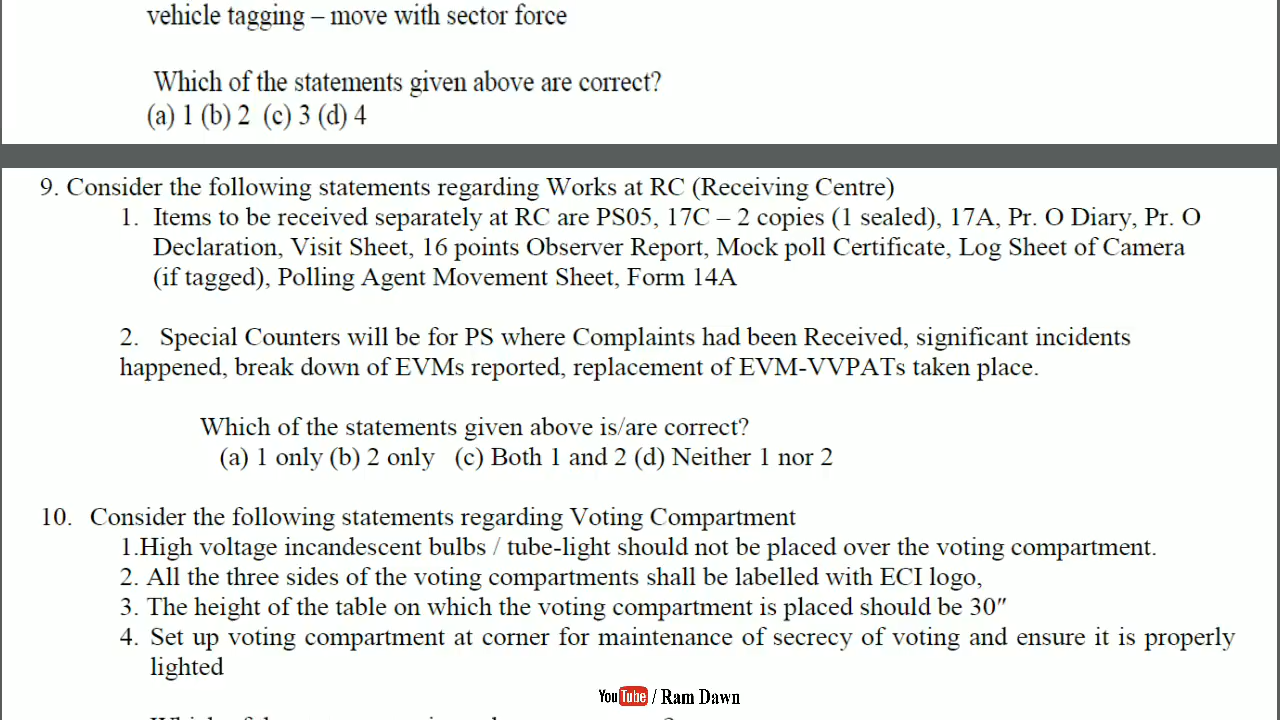 vehicle tagging – move with sector force
Which of the statements given above are correct?
(a) 1 (b) 2 (c) 3 (d) 4
9. Consider the following statements regarding Works at RC (Receiving Centre)
1. Items to be received separately at RC are PS05, 17C – 2 copies (1 sealed), 17A, Pr. O Diary, Pr. O
Declaration, Visit Sheet, 16 points Observer Report, Mock poll Certificate, Log Sheet of Camera
(if tagged), Polling Agent Movement Sheet, Form 14A
2. Special Counters will be for PS where Complaints had been Received, significant incidents
happened, break down of EVMs reported, replacement of EVM-VVPATs taken place.
Which of the statements given above is/are correct?
(a) 1 only (b) 2 only (c) Both 1 and 2 (d) Neither 1 nor 2
10. Consider the following statements regarding Voting Compartment
1.High voltage incandescent bulbs / tube-light should not be placed over the voting compartment.
2. All the three sides of the voting compartments shall be labelled with ECI logo,
3. The height of the table on which the voting compartment is placed should be 30″
4. Set up voting compartment at corner for maintenance of secrecy of voting and ensure it is properly
lighted
YouTube / Ram Dawn